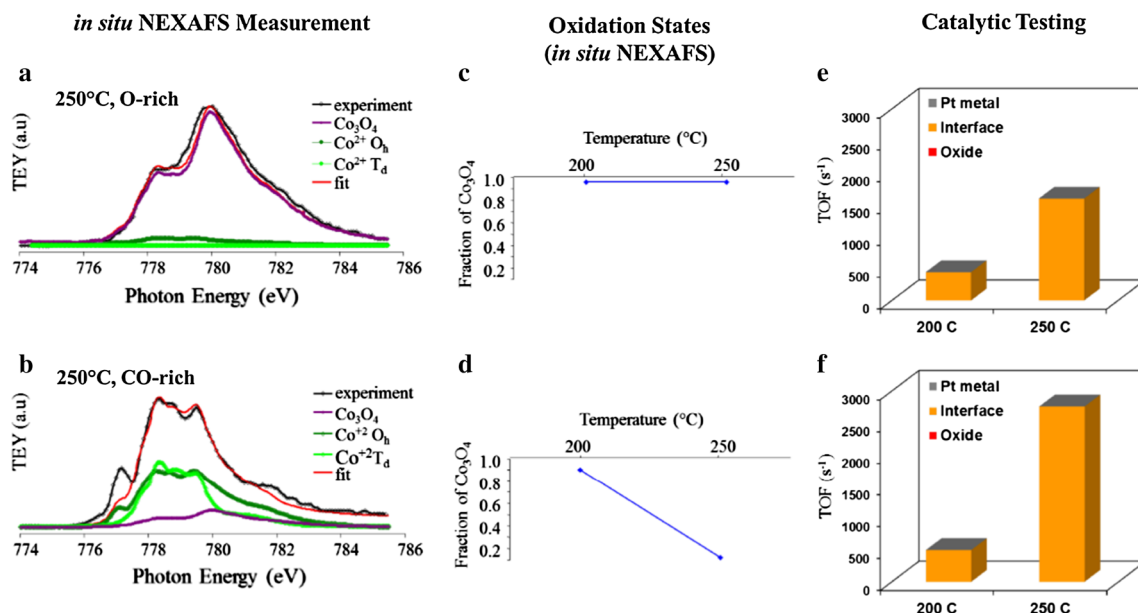 in situ NEXAFS Measurement
Oxidation States
(in situ NEXAFS)
Catalytic Testing
a
250°C, O-rich
experiment
Co₃O₄
Co²⁺ Oₕ
Co²⁺ T_d
fit
TEY (a.u)
774 776 778 780 782 784 786
Photon Energy (eV)
c
Temperature (°C)
200 250
Fraction of Co₃O₄
1.0
0.8
0.6
0.4
0.2
e
Pt metal
Interface
Oxide
TOF (s⁻¹)
3000
2500
2000
1500
1000
500
0
200 C 250 C
b
250°C, CO-rich
experiment
Co₃O₄
Co⁺² Oₕ
Co⁺²T_d
fit
TEY (a.u)
774 776 778 780 782 784 786
Photon Energy (eV)
d
Temperature (°C)
200 250
Fraction of Co₃O₄
1.0
0.8
0.6
0.4
0.2
f
Pt metal
Interface
Oxide
TOF (s⁻¹)
3000
2500
2000
1500
1000
500
0
200 C 250 C